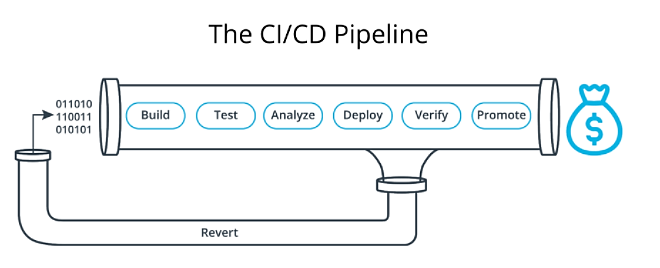 The CI/CD Pipeline
011010
110011
010101
Build Test Analyze Deploy Verify Promote
$
Revert